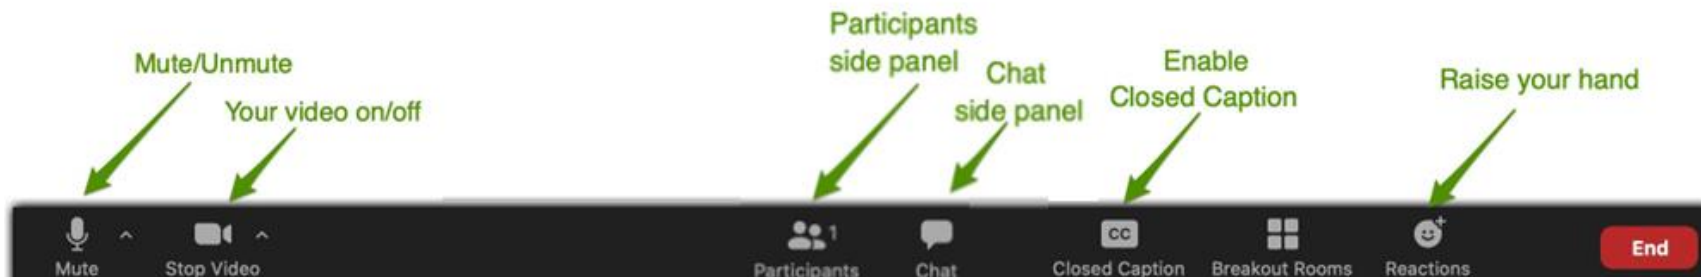 Participants
side panel
Mute/Unmute
Chat
side panel
Enable
Closed Caption
Raise your hand
Your video on/off
1
CC
End
Mute
Stop Video
Participants
Chat
Closed Caption
Breakout Rooms
Reactions